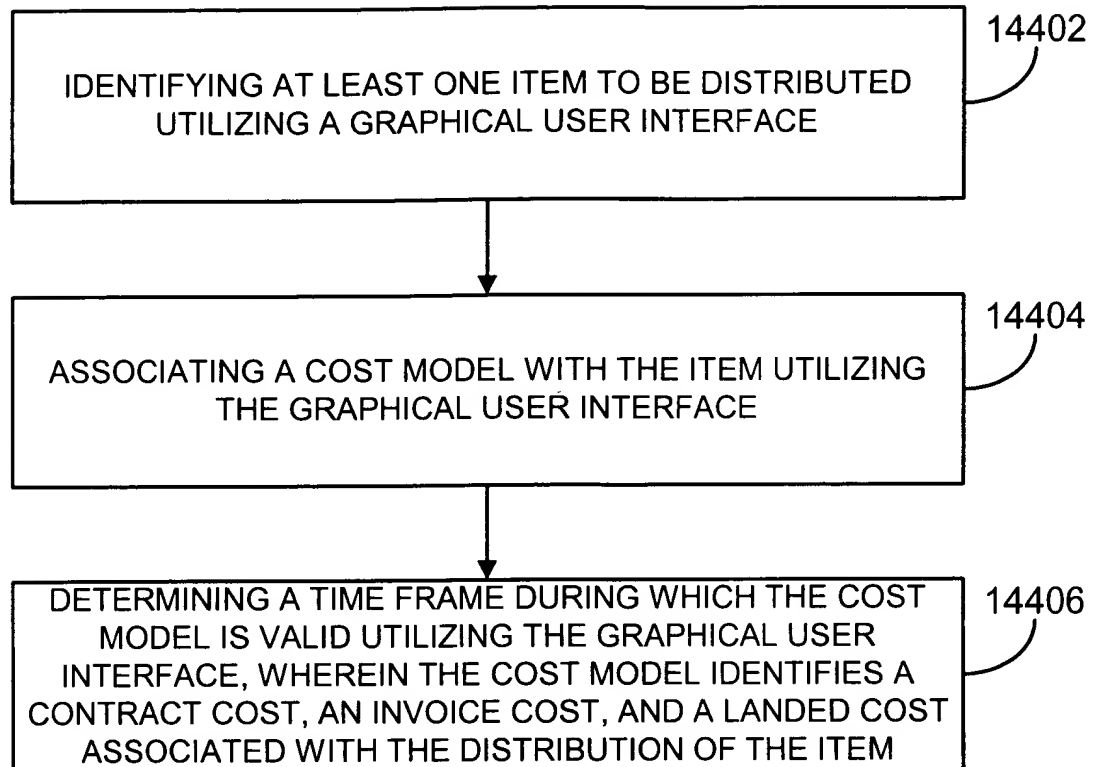 14402
IDENTIFYING AT LEAST ONE ITEM TO BE DISTRIBUTED
UTILIZING A GRAPHICAL USER INTERFACE
14404
ASSOCIATING A COST MODEL WITH THE ITEM UTILIZING
THE GRAPHICAL USER INTERFACE
14406
DETERMINING A TIME FRAME DURING WHICH THE COST
MODEL IS VALID UTILIZING THE GRAPHICAL USER
INTERFACE, WHEREIN THE COST MODEL IDENTIFIES A
CONTRACT COST, AN INVOICE COST, AND A LANDED COST
ASSOCIATED WITH THE DISTRIBUTION OF THE ITEM